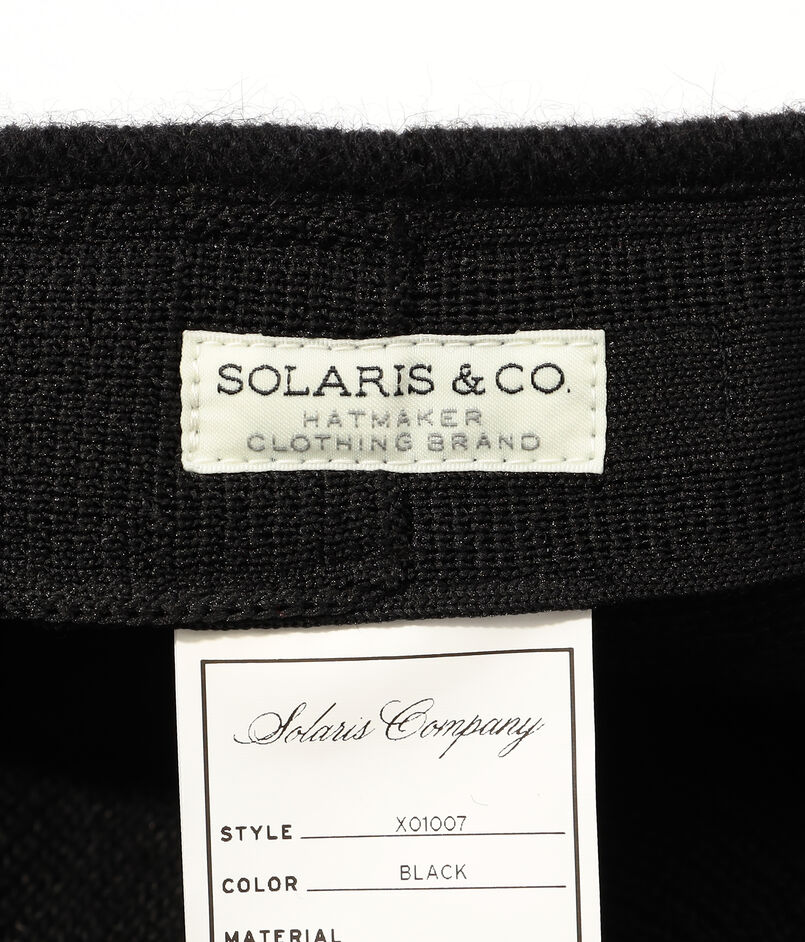 SOLARIS & CO.
HATMAKER
CLOTHING BRAND
Solaris Company
STYLE X01007
COLOR BLACK
MATERIAL